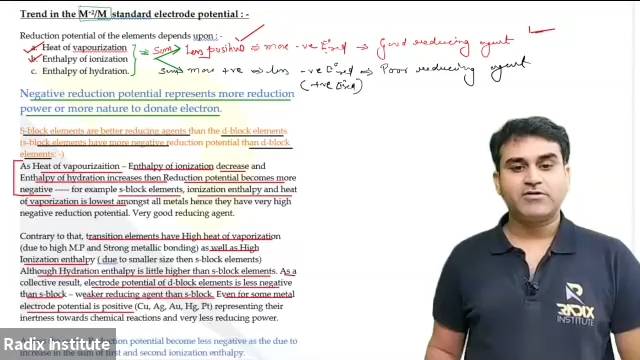 Trend in the M⁺²/M standard electrode potential : -
Reduction potential of the elements depends upon : -
a. Heat of vapourization
b. Enthalpy of ionization
c. Enthalpy of hydration.
Sum Less positive ⇒ more -ve E°red ⇒ Good reducing agent
Sum more +ve ⇒ less -ve E°red ⇒ Poor reducing agent
(+ve E°red)
Negative reduction potential represents more reduction
power or more nature to donate electron.
S-block elements are better reducing agents than the d-block elements
(s-block elements have more negative reduction potential than d-block
elements:-)
As Heat of vapourizaition – Enthalpy of ionization decrease and
Enthalpy of hydration increases then Reduction potential becomes more
negative ----- for example s-block elements, ionization enthalpy and heat
of vaporization is lowest amongst all metals hence they have very high
negative reduction potential. Very good reducing agent.
Contrary to that, transition elements have High heat of vaporization
(due to high M.P and Strong metallic bonding) as well as High
Ionization enthalpy ( due to smaller size then s-block elements)
Although Hydration enthalpy is little higher than s-block elements. As a
collective result, electrode potential of d-block elements is less negative
than s-block – weaker reducing agent than s-block. Even for some metal
electrode potential is positive (Cu, Ag, Au, Hg, Pt) representing their
inertness towards chemical reactions and very less reducing power.
potential become less negative as the due to
increase in the sum of first and second ionization enthalpy.
RADIX
INSTITUTE
Radix Institute